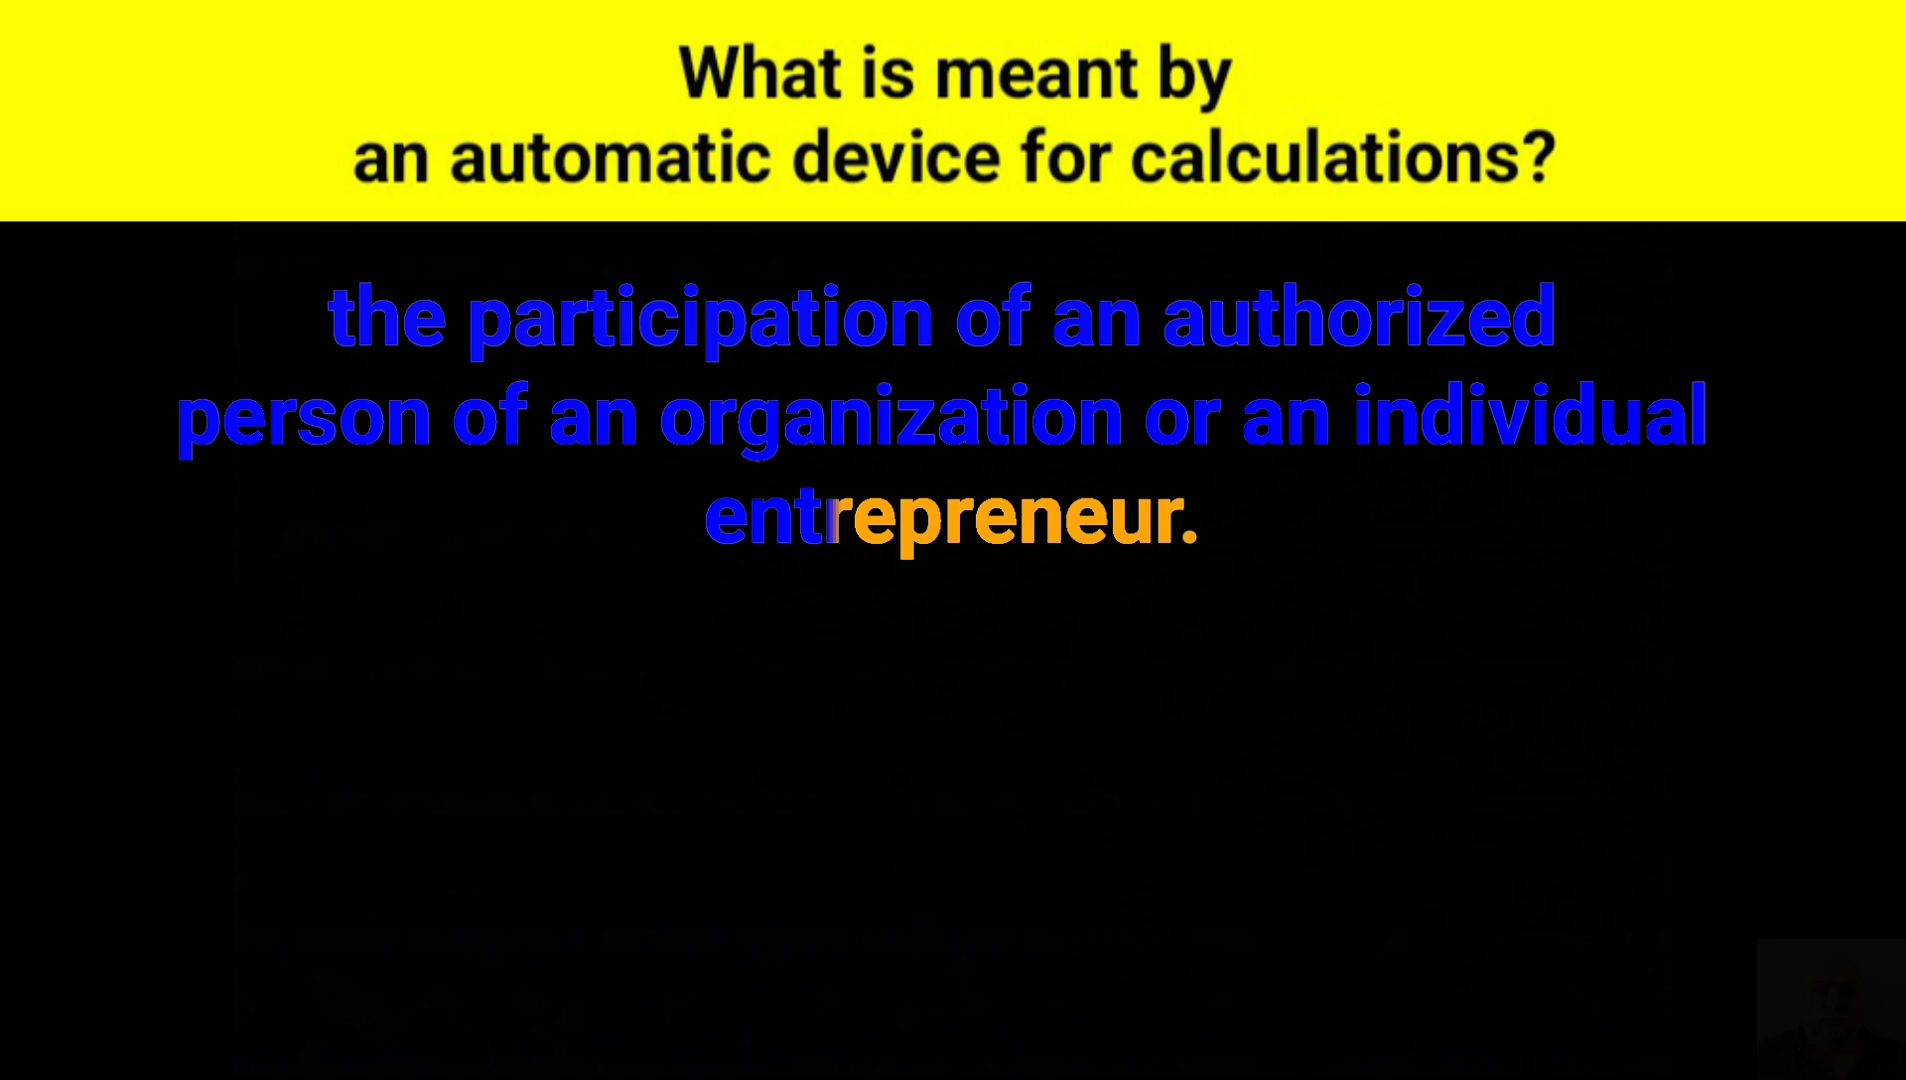 What is meant by
an automatic device for calculations?
the participation of an authorized
person of an organization or an individual
entrepreneur.